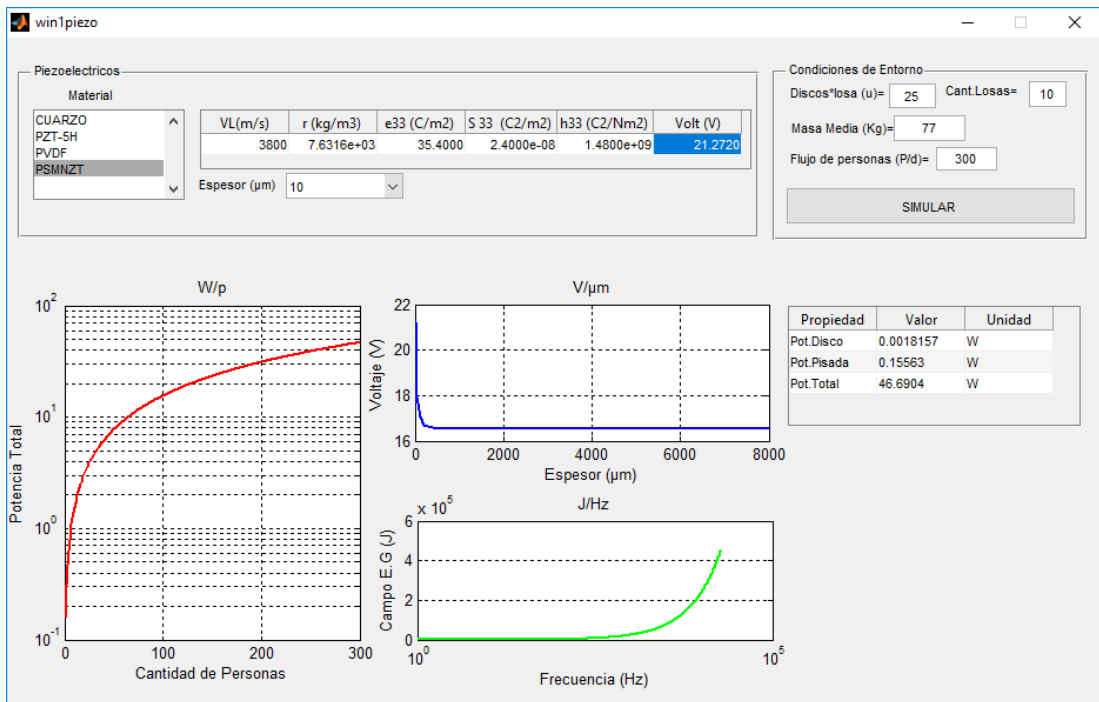 win1piezo
Piezoelectricos
Material
CUARZO
PZT-5H
PVDF
PSMNZT
VL(m/s) r (kg/m3) e33 (C/m2) S 33 (C2/m2) h33 (C2/Nm2) Volt (V)
3800 7.6316e+03 35.4000 2.4000e-08 1.4800e+09 21.2720
Espesor (µm) 10
Condiciones de Entorno
Discos*losa (u)= 25 Cant.Losas= 10
Masa Media (Kg)= 77
Flujo de personas (P/d)= 300
SIMULAR
W/p
Potencia Total
10^2
10^1
10^0
10^-1
0 100 200 300
Cantidad de Personas
V/µm
Voltaje (V)
22
20
18
16
0 2000 4000 6000 8000
Espesor (µm)
J/Hz
x 10^5
Campo E.G (J)
6
4
2
0
10^0 10^5
Frecuencia (Hz)
Propiedad Valor Unidad
Pot.Disco 0.0018157 W
Pot.Pisada 0.15563 W
Pot.Total 46.6904 W